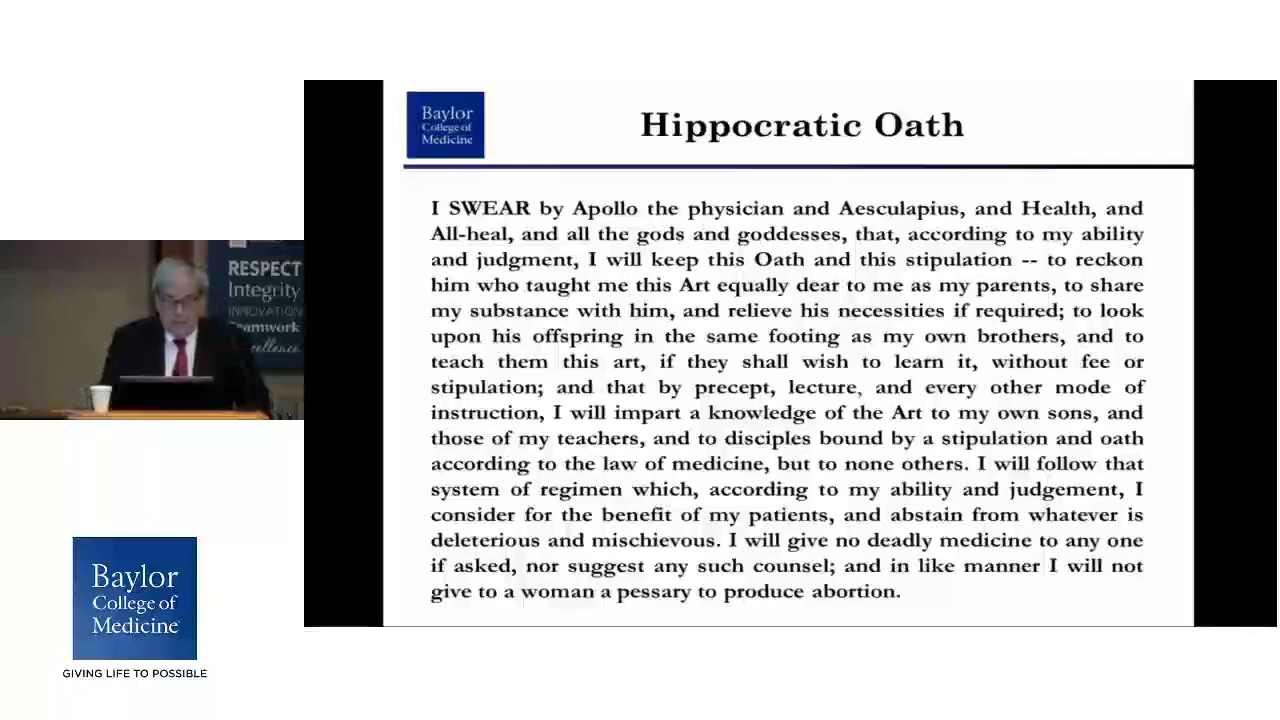 Baylor
College of
Medicine
Hippocratic Oath
I SWEAR by Apollo the physician and Aesculapius, and Health, and
All-heal, and all the gods and goddesses, that, according to my ability
and judgment, I will keep this Oath and this stipulation -- to reckon
him who taught me this Art equally dear to me as my parents, to share
my substance with him, and relieve his necessities if required; to look
upon his offspring in the same footing as my own brothers, and to
teach them this art, if they shall wish to learn it, without fee or
stipulation; and that by precept, lecture, and every other mode of
instruction, I will impart a knowledge of the Art to my own sons, and
those of my teachers, and to disciples bound by a stipulation and oath
according to the law of medicine, but to none others. I will follow that
system of regimen which, according to my ability and judgement, I
consider for the benefit of my patients, and abstain from whatever is
deleterious and mischievous. I will give no deadly medicine to any one
if asked, nor suggest any such counsel; and in like manner I will not
give to a woman a pessary to produce abortion.
RESPECT
Integrity
INNOVATION
Teamwork
Baylor
College of
Medicine
GIVING LIFE TO POSSIBLE